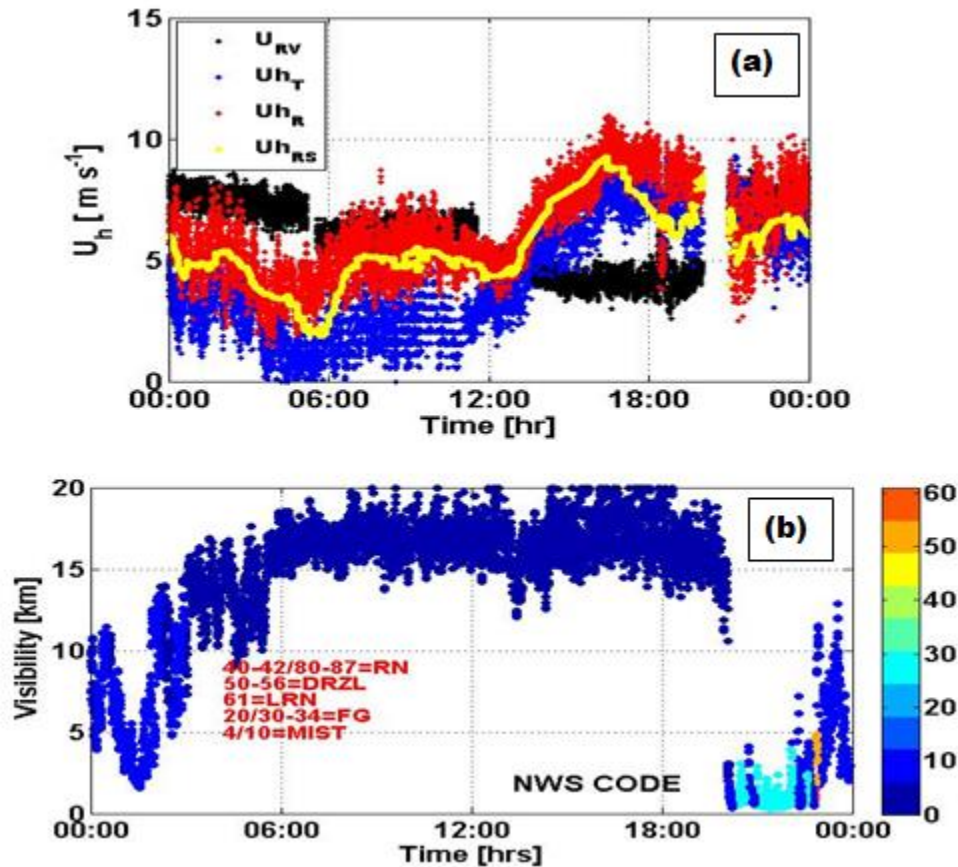 15
10
5
0
U_h [ m s^-1]
U_RV
Uh_T
Uh_R
Uh_RS
(a)
00:00 06:00 12:00 18:00 00:00
Time [hr]
20
15
10
5
0
Visibility [km]
(b)
40-42/80-87=RN
50-56=DRZL
61=LRN
20/30-34=FG
4/10=MIST
NWS CODE
00:00 06:00 12:00 18:00 00:00
Time [hrs]
60
50
40
30
20
10
0